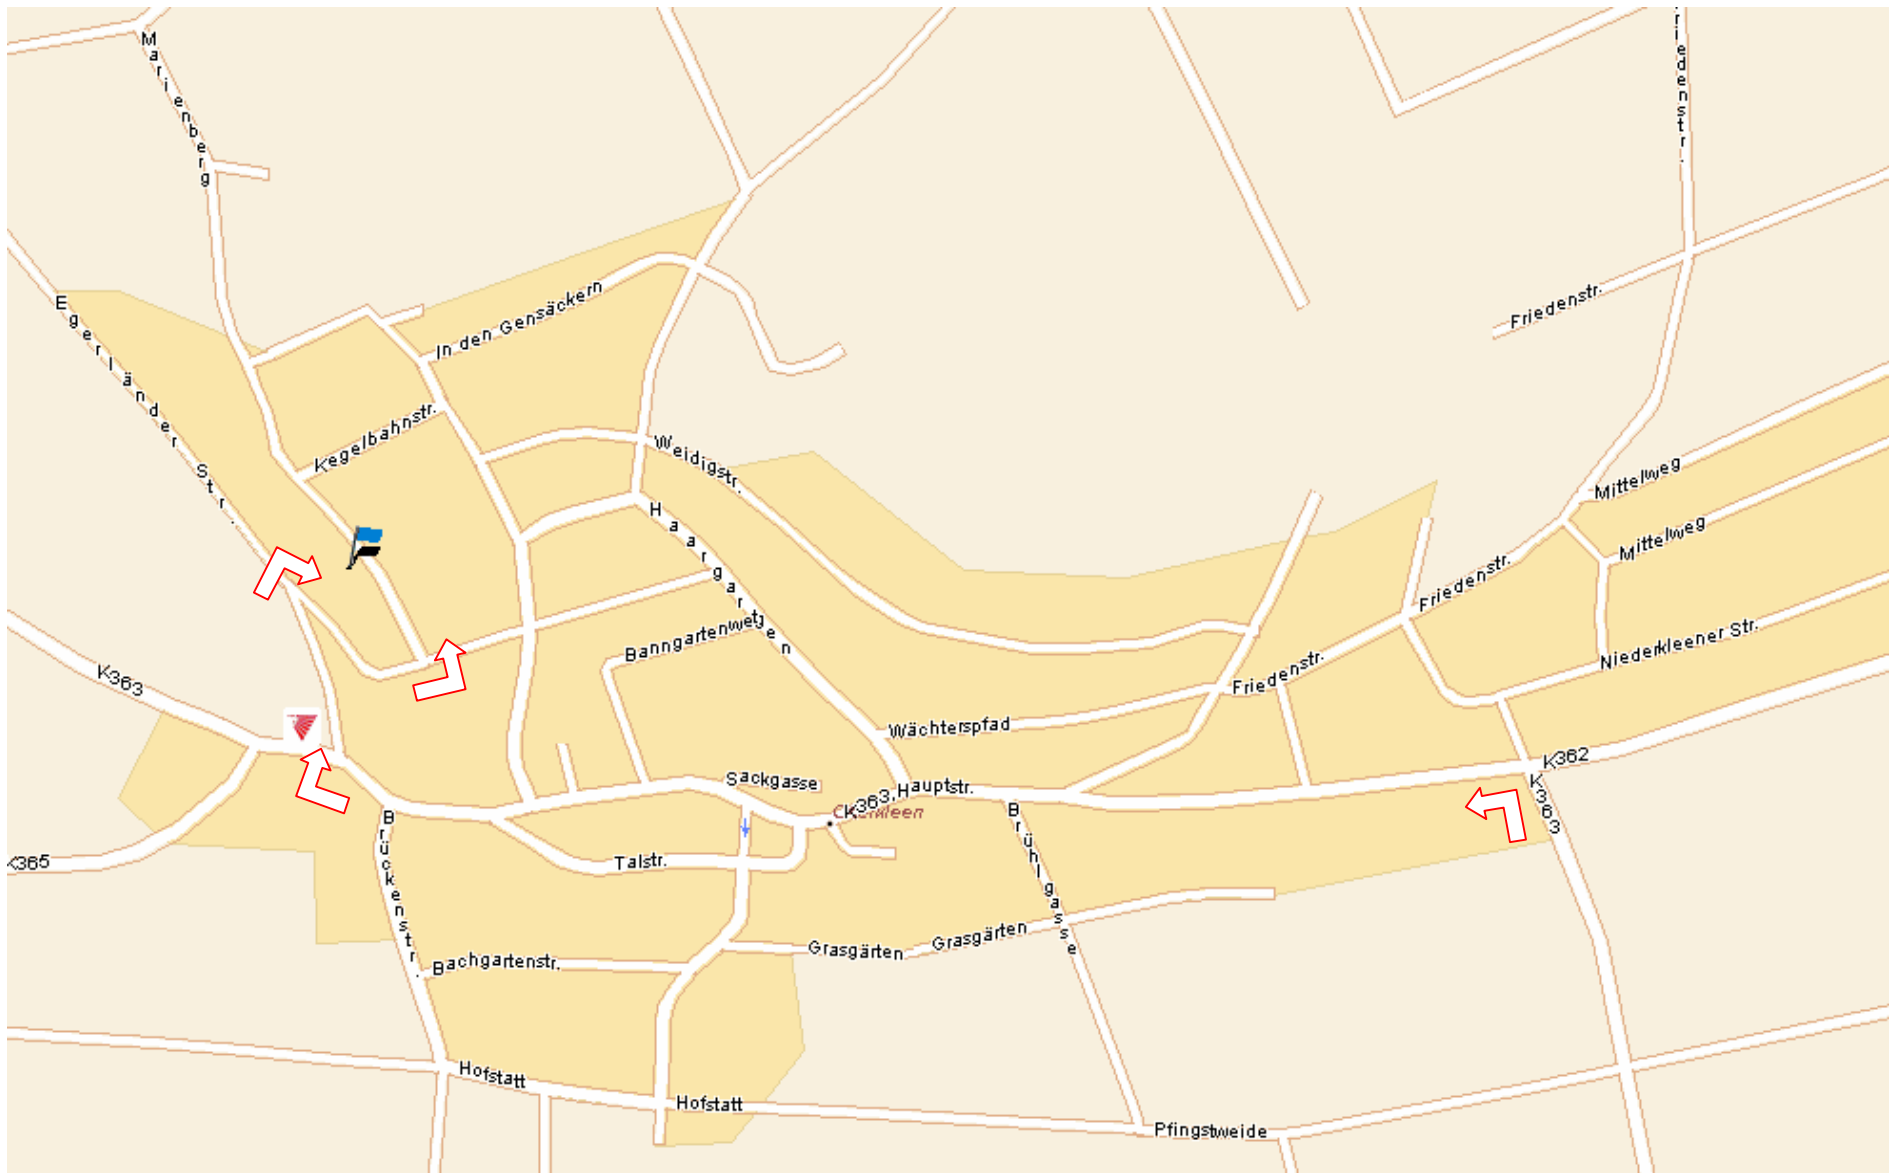 Marienberg
Friedenstr.
Egerländer Str.
In den Gensäckern
Friedenstr.
Kegelbahnstr.
Weidigstr.
Mittelweg
Haargarten
Mittelweg
Friedenstr.
Banngartenweg
Niederkleener Str.
K363
Friedenstr.
Wächterspfad
K362
Sackgasse
K363, Hauptstr.
K363
Brückenstr.
Brühlgasse
K365
Talstr.
Grasgärten
Grasgärten
Bachgartenstr.
Hofstatt
Hofstatt
Pfingstweide